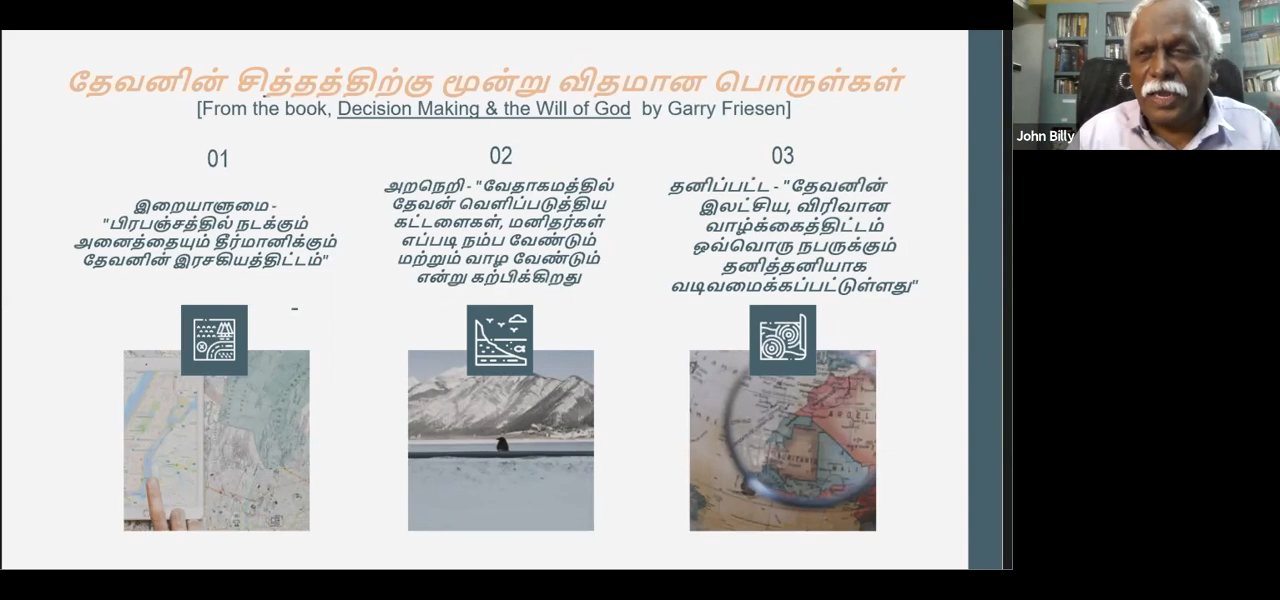 தேவனின் சித்தத்திற்கு மூன்று விதமான பொருள்கள்
[From the book, Decision Making & the Will of God by Garry Friesen]
01
இறையாளுமை -
"பிரபஞ்சத்தில் நடக்கும்
அனைத்தையும் தீர்மானிக்கும்
தேவனின் இரசகியத்திட்டம்"
-
02
அறநெறி - "வேதாகமத்தில்
தேவன் வெளிப்படுத்திய
கட்டளைகள், மனிதர்கள்
எப்படி நம்ப வேண்டும்
மற்றும் வாழ வேண்டும்
என்று கற்பிக்கிறது
03
தனிப்பட்ட - "தேவனின்
இலட்சிய, விரிவான
வாழ்க்கைத்திட்டம்
ஒவ்வொரு நபருக்கும்
தனித்தனியாக
வடிவமைக்கப்பட்டுள்ளது"
MAURITANIA
MALI
John Billy